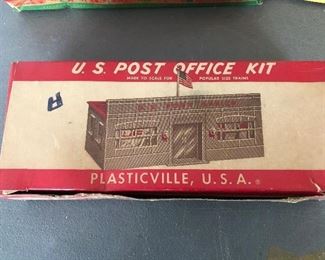 U. S. POST OFFICE KIT
MADE TO SCALE FOR POPULAR SIZE TRAINS
PLASTICVILLE, U.S.A.®